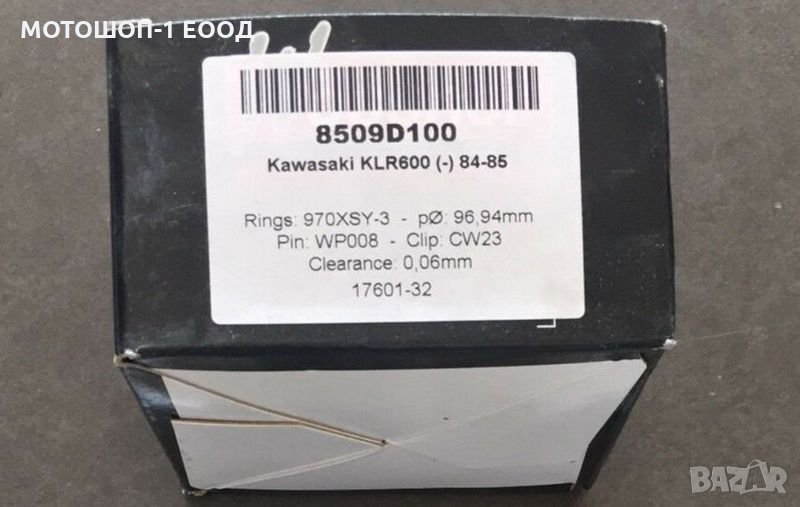 МОТОШОП-1 ЕООД
8509D100
Kawasaki KLR600 (-) 84-85
Rings: 970XSY-3 - pØ: 96,94mm
Pin: WP008 - Clip: CW23
Clearance: 0,06mm
17601-32
BAZAR